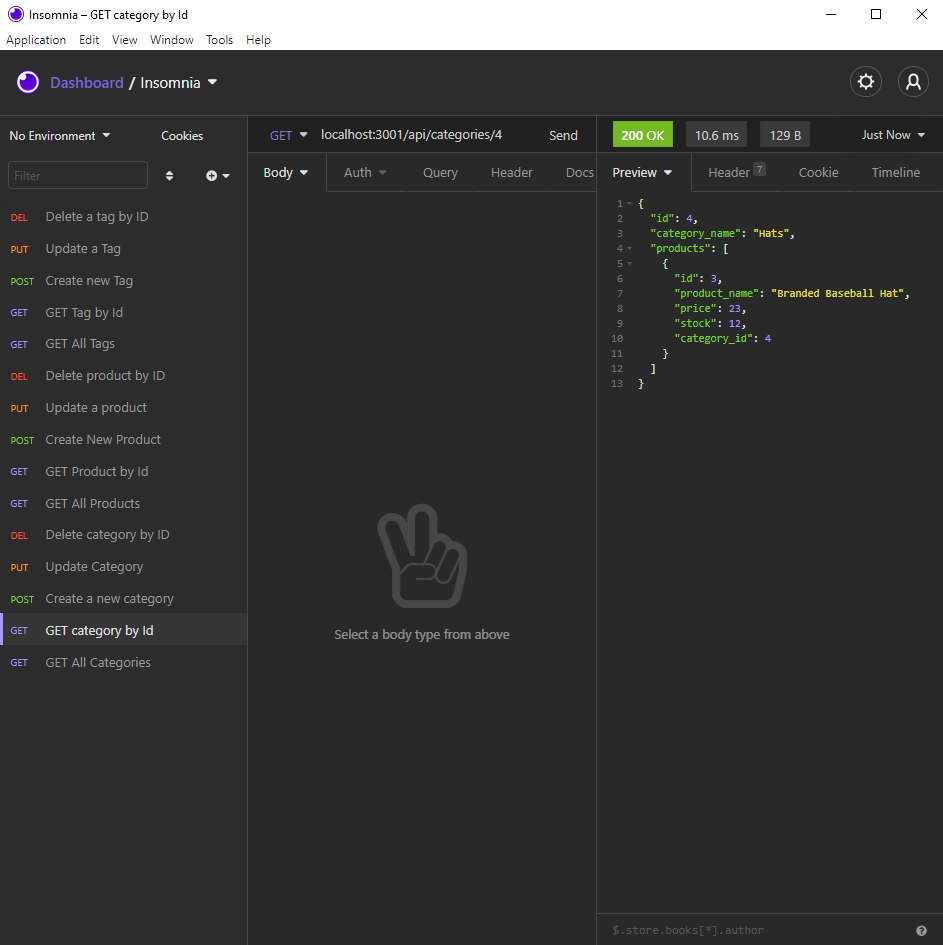 Insomnia – GET category by Id
Application Edit View Window Tools Help
Dashboard / Insomnia
No Environment Cookies
Filter
DEL Delete a tag by ID
PUT Update a Tag
POST Create new Tag
GET GET Tag by Id
GET GET All Tags
DEL Delete product by ID
PUT Update a product
POST Create New Product
GET GET Product by Id
GET GET All Products
DEL Delete category by ID
PUT Update Category
POST Create a new category
GET GET category by Id
GET GET All Categories
GET localhost:3001/api/categories/4 Send
Body Auth Query Header Docs
Select a body type from above
200 OK 10.6 ms 129 B Just Now
Preview Header 7 Cookie Timeline
1 {
2 "id": 4,
3 "category_name": "Hats",
4 "products": [
5 {
6 "id": 3,
7 "product_name": "Branded Baseball Hat",
8 "price": 23,
9 "stock": 12,
10 "category_id": 4
11 }
12 ]
13 }
$.store.books[*].author